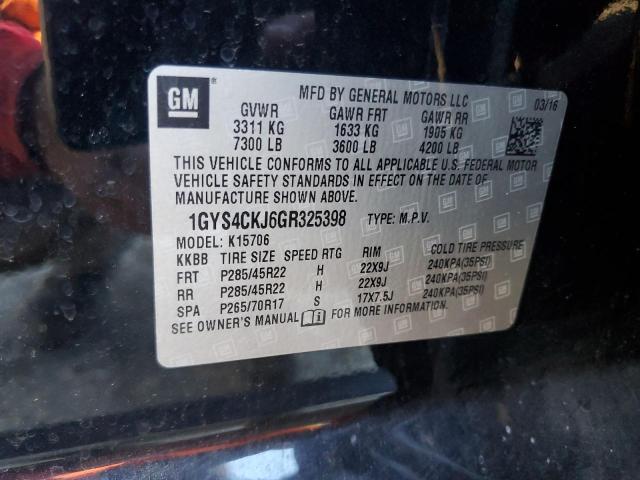 GM
MFD BY GENERAL MOTORS LLC
03/16
GVWR GAWR FRT GAWR RR
3311 KG 1633 KG 1905 KG
7300 LB 3600 LB 4200 LB
THIS VEHICLE CONFORMS TO ALL APPLICABLE U.S. FEDERAL MOTOR
VEHICLE SAFETY STANDARDS IN EFFECT ON THE DATE OF
MANUFACTURE SHOWN ABOVE.
1GYS4CKJ6GR325398 TYPE: M.P.V.
MODEL: K15706
KKBB TIRE SIZE SPEED RTG RIM COLD TIRE PRESSURE
FRT P285/45R22 H 22X9J 240KPA(35PSI)
RR P285/45R22 H 22X9J 240KPA(35PSI)
SPA P265/70R17 S 17X7.5J 240KPA(35PSI)
SEE OWNER'S MANUAL FOR MORE INFORMATION.